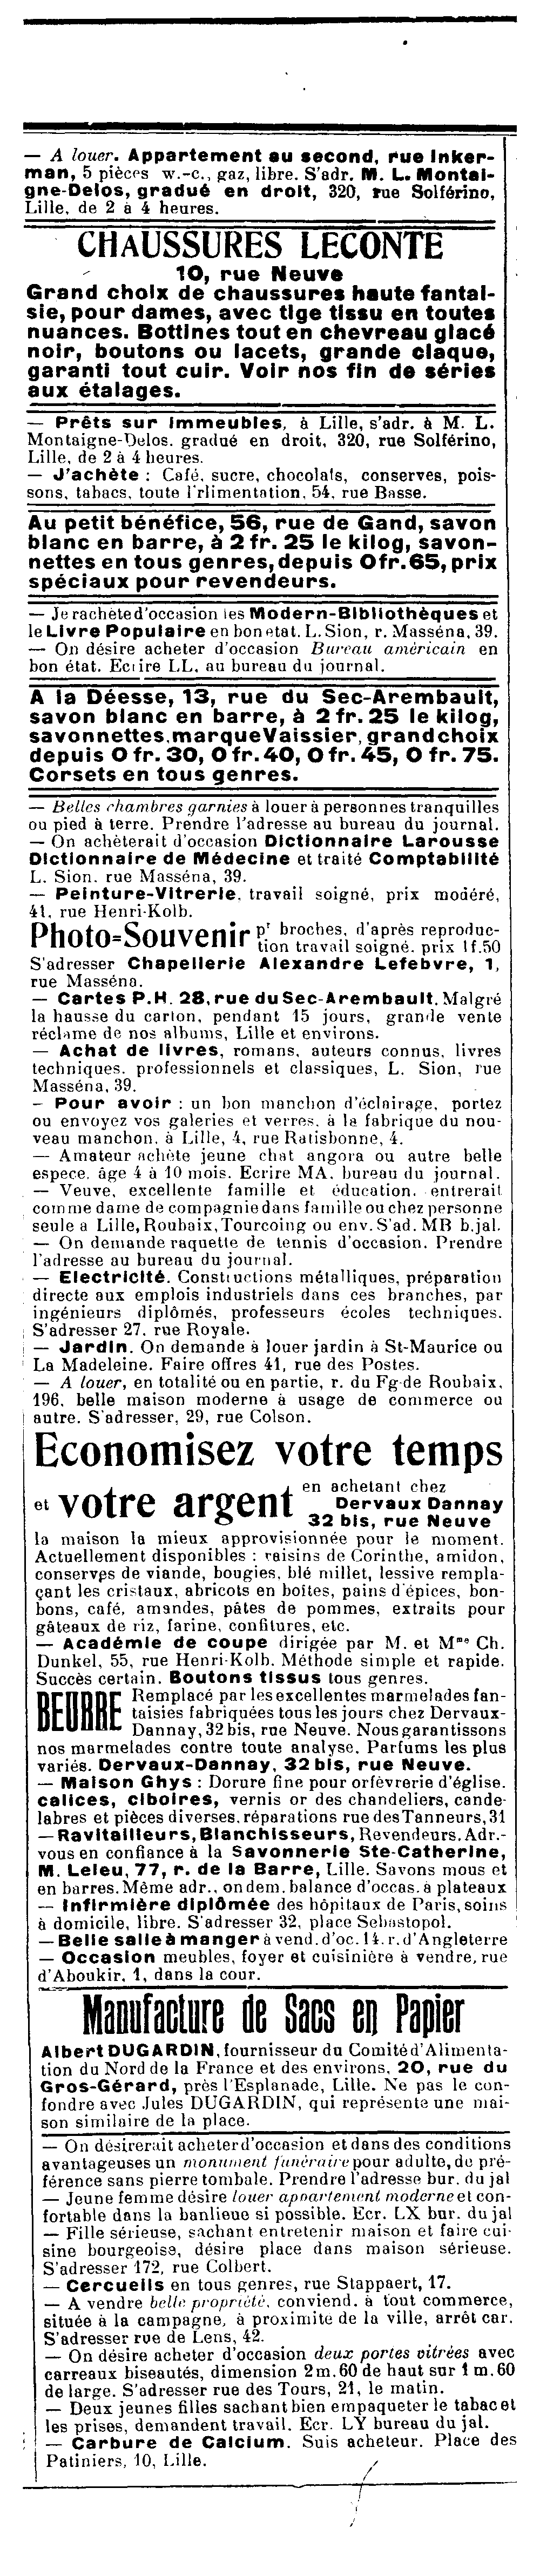 — A louer. Appartement au second, rue Inker-
man, 5 pièces w.-c., gaz, libre. S'adr. M. L. Montai-
gne-Delos, gradué en droit, 320, rue Solférino,
Lille, de 2 à 4 heures.
CHAUSSURES LECONTE
10, rue Neuve
Grand choix de chaussures haute fantai-
sie, pour dames, avec tige tissu en toutes
nuances. Bottines tout en chevreau glacé
noir, boutons ou lacets, grande claque,
garanti tout cuir. Voir nos fin de séries
aux étalages.
— Prêts sur immeubles, à Lille, s'adr. à M. L.
Montaigne-Delos, gradué en droit, 320, rue Solférino,
Lille, de 2 à 4 heures.
— J'achète : Café, sucre, chocolats, conserves, pois-
sons, tabacs, toute l'alimentation, 54, rue Basse.
Au petit bénéfice, 56, rue de Gand, savon
blanc en barre, à 2 fr. 25 le kilog, savon-
nettes en tous genres, depuis 0 fr. 65, prix
spéciaux pour revendeurs.
— Je rachète d'occasion les Modern-Bibliothèques et
le Livre Populaire en bon etat. L. Sion, r. Masséna, 39.
— On désire acheter d'occasion Bureau américain en
bon état. Ecrire LL, au bureau du journal.
A la Déesse, 13, rue du Sec-Arembault,
savon blanc en barre, à 2 fr. 25 le kilog,
savonnettes, marque Vaissier, grand choix
depuis 0 fr. 30, 0 fr. 40, 0 fr. 45, 0 fr. 75.
Corsets en tous genres.
— Belles chambres garnies à louer à personnes tranquilles
ou pied à terre. Prendre l'adresse au bureau du journal.
— On achèterait d'occasion Dictionnaire Larousse
Dictionnaire de Médecine et traité Comptabilité
L. Sion, rue Masséna, 39.
— Peinture-Vitrerie, travail soigné, prix modéré,
41, rue Henri-Kolb.
Photo=Souvenir pr broches, d'après reproduc-
tion travail soigné, prix 1f.50
S'adresser Chapellerie Alexandre Lefebvre, 1,
rue Masséna.
— Cartes P.H. 28, rue du Sec-Arembault. Malgré
la hausse du carton, pendant 15 jours, grande vente
réclame de nos albums, Lille et environs.
— Achat de livres, romans, auteurs connus, livres
techniques, professionnels et classiques, L. Sion, rue
Masséna, 39.
— Pour avoir : un bon manchon d'éclairage, portez
ou envoyez vos galeries et verres, à la fabrique du nou-
veau manchon, à Lille, 4, rue Ratisbonne, 4.
— Amateur achète jeune chat angora ou autre belle
espece, âge 4 à 10 mois. Ecrire MA, bureau du journal.
— Veuve, excellente famille et éducation, entrerait
comme dame de compagnie dans famille ou chez personne
seule a Lille, Roubaix, Tourcoing ou env. S'ad. MB b. jal.
— On demande raquette de tennis d'occasion. Prendre
l'adresse au bureau du journal.
— Electricité. Constructions métalliques, préparation
directe aux emplois industriels dans ces branches, par
ingénieurs diplômés, professeurs écoles techniques.
S'adresser 27, rue Royale.
— Jardin. On demande à louer jardin à St-Maurice ou
La Madeleine. Faire offres 41, rue des Postes.
— A louer, en totalité ou en partie, r. du Fg-de Roubaix,
196, belle maison moderne à usage de commerce ou
autre. S'adresser, 29, rue Colson.
Economisez votre temps
et votre argent en achetant chez
Dervaux Dannay
32 bis, rue Neuve
la maison la mieux approvisionnée pour le moment.
Actuellement disponibles : raisins de Corinthe, amidon,
conserves de viande, bougies, blé millet, lessive rempla-
çant les cristaux, abricots en boîtes, pains d'épices, bon-
bons, café, amandes, pâtes de pommes, extraits pour
gâteaux de riz, farine, confitures, etc.
— Académie de coupe dirigée par M. et Mme Ch.
Dunkel, 55, rue Henri-Kolb. Méthode simple et rapide.
Succès certain. Boutons tissus tous genres.
BEURRE Remplacé par les excellentes marmelades fan-
taisies fabriquées tous les jours chez Dervaux-
Dannay, 32 bis, rue Neuve. Nous garantissons
nos marmelades contre toute analyse. Parfums les plus
variés. Dervaux-Dannay, 32 bis, rue Neuve.
— Maison Ghys : Dorure fine pour orfèvrerie d'église,
calices, ciboires, vernis or des chandeliers, cande-
labres et pièces diverses, réparations rue des Tanneurs, 31
— Ravitailleurs, Blanchisseurs, Revendeurs. Adr.-
vous en confiance à la Savonnerie Ste-Catherine,
M. Leleu, 77, r. de la Barre, Lille. Savons mous et
en barres. Même adr., on dem. balance d'occas. à plateaux
— Infirmière diplômée des hôpitaux de Paris, soins
à domicile, libre. S'adresser 32, place Sebastopol.
— Belle salle à manger à vend. d'oc. 14, r. d'Angleterre
— Occasion meubles, foyer et cuisinière à vendre, rue
d'Aboukir, 1, dans la cour.
Manufacture de Sacs en Papier
Albert DUGARDIN, fournisseur du Comité d'Alimenta-
tion du Nord de la France et des environs, 20, rue du
Gros-Gérard, près l'Esplanade, Lille. Ne pas le con-
fondre avec Jules DUGARDIN, qui représente une mai-
son similaire de la place.
— On désirerait acheter d'occasion et dans des conditions
avantageuses un monument funéraire pour adulte, de pré-
férence sans pierre tombale. Prendre l'adresse bur. du jal
— Jeune femme désire louer appartement moderne et con-
fortable dans la banlieue si possible. Ecr. LX bur. du jal
— Fille sérieuse, sachant entretenir maison et faire cui-
sine bourgeoise, désire place dans maison sérieuse.
S'adresser 172, rue Colbert.
— Cercueils en tous genres, rue Stappaert, 17.
— A vendre belle propriété, conviend. à tout commerce,
située à la campagne, à proximite de la ville, arrêt car.
S'adresser rue de Lens, 42.
— On désire acheter d'occasion deux portes vitrées avec
carreaux biseautés, dimension 2 m. 60 de haut sur 1 m. 60
de large. S'adresser rue des Tours, 21, le matin.
— Deux jeunes filles sachant bien empaqueter le tabac et
les prises, demandent travail. Ecr. LY bureau du jal.
— Carbure de Calcium. Suis acheteur. Place des
Patiniers, 10, Lille.